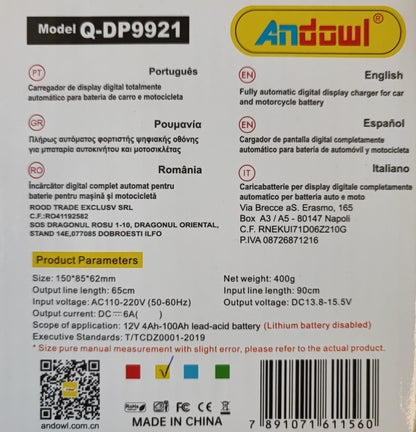 Model Q-DP9921
Andowl®
PT Português
Carregador de display digital totalmente
automático para bateria de carro e motocicleta
EN English
Fully automatic digital display charger for car
and motorcycle battery
GR Ρουμανία
Πλήρως αυτόματος φορτιστής ψηφιακής οθόνης
για μπαταρία αυτοκινήτου και μοτοσικλέτας
EN Español
Cargador de pantalla digital completamente
automático para batería de automóvil y motocicleta
RO România
Încărcător digital complet automat pentru
baterie pentru mașină și motocicletă
ROOD TRADE EXCLUSV SRL
C.F.:RO41192582
SOS DRAGONUL ROSU 1-10, DRAGONUL ORIENTAL,
STAND 14E,077085 DOBROESTI ILFO
IT Italiano
Caricabatterie per display digitale completamente
automatico per batteria auto e moto
Via Brecce aS. Erasmo, 165
Box A3 / A5 - 80147 Napoli
C.F. RNEKUI71D06Z210G
P.IVA 08726871216
Product Parameters
Size: 150*85*62mm
Net weight: 400g
Output line length: 65cm
Input line length: 90cm
Input voltage: AC110-220V (50-60Hz)
Output voltage: DC13.8-15.5V
Output current: DC⎓6A( )
Scope of application: 12V 4Ah-100Ah lead-acid battery (Lithium battery disabled)
Executive Standards: T/TCDZ0001-2019
* Size pure manual measurement with slight error, please refer to the actual product.
andowl.com.cn
CE FC
MADE IN CHINA
7 891071 611560